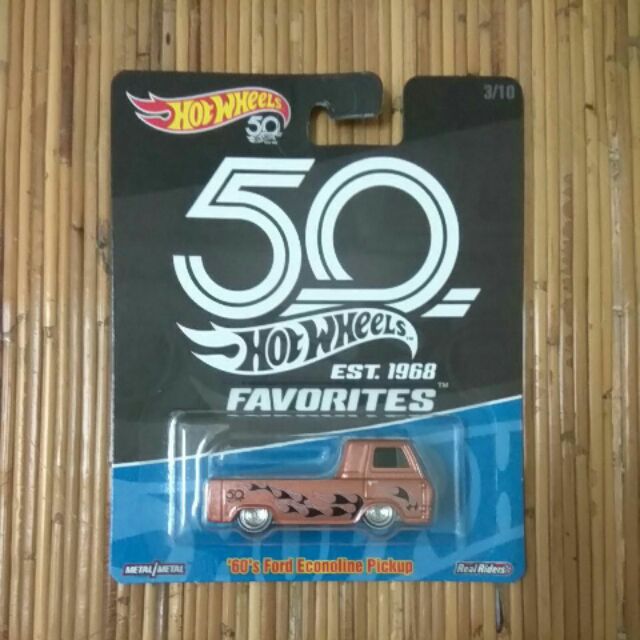 HOT WHEELS
50
3/10
50
HOT WHEELS™
EST. 1968
FAVORITES™
50
'60's Ford Econoline Pickup
METAL/METAL
Real Riders